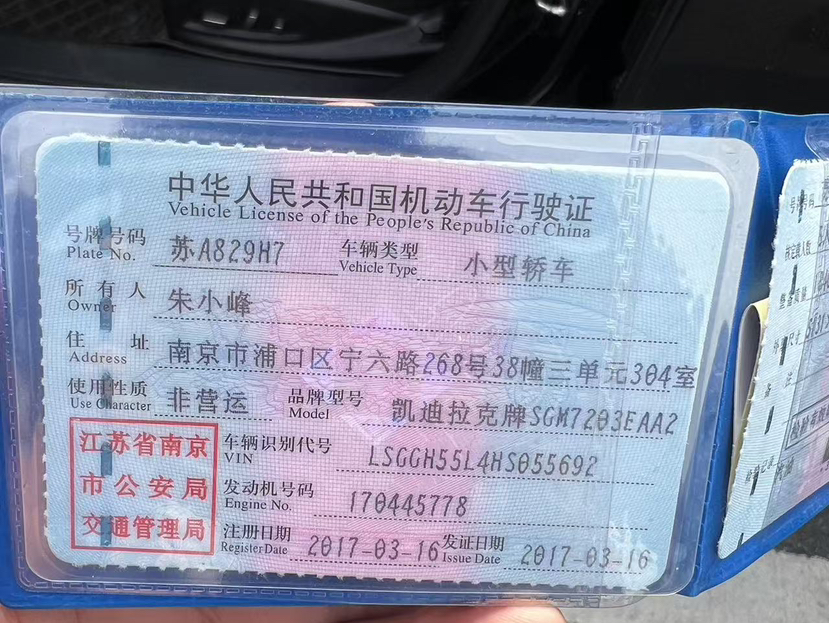 中华人民共和国机动车行驶证
Vehicle License of the People's Republic of China
号牌号码 苏A829H7 车辆类型 小型轿车
Plate No. Vehicle Type
所有人 朱小峰
Owner
住址 南京市浦口区宁六路268号38幢三单元304室
Address
使用性质 非营运 品牌型号 凯迪拉克牌SGM7203EAA2
Use Character Model
江苏省南京
市公安局
交通管理局
车辆识别代号 LSGGH55L4HS055692
VIN
发动机号码 170445778
Engine No.
注册日期 2017-03-16 发证日期 2017-03-16
Register Date Issue Date